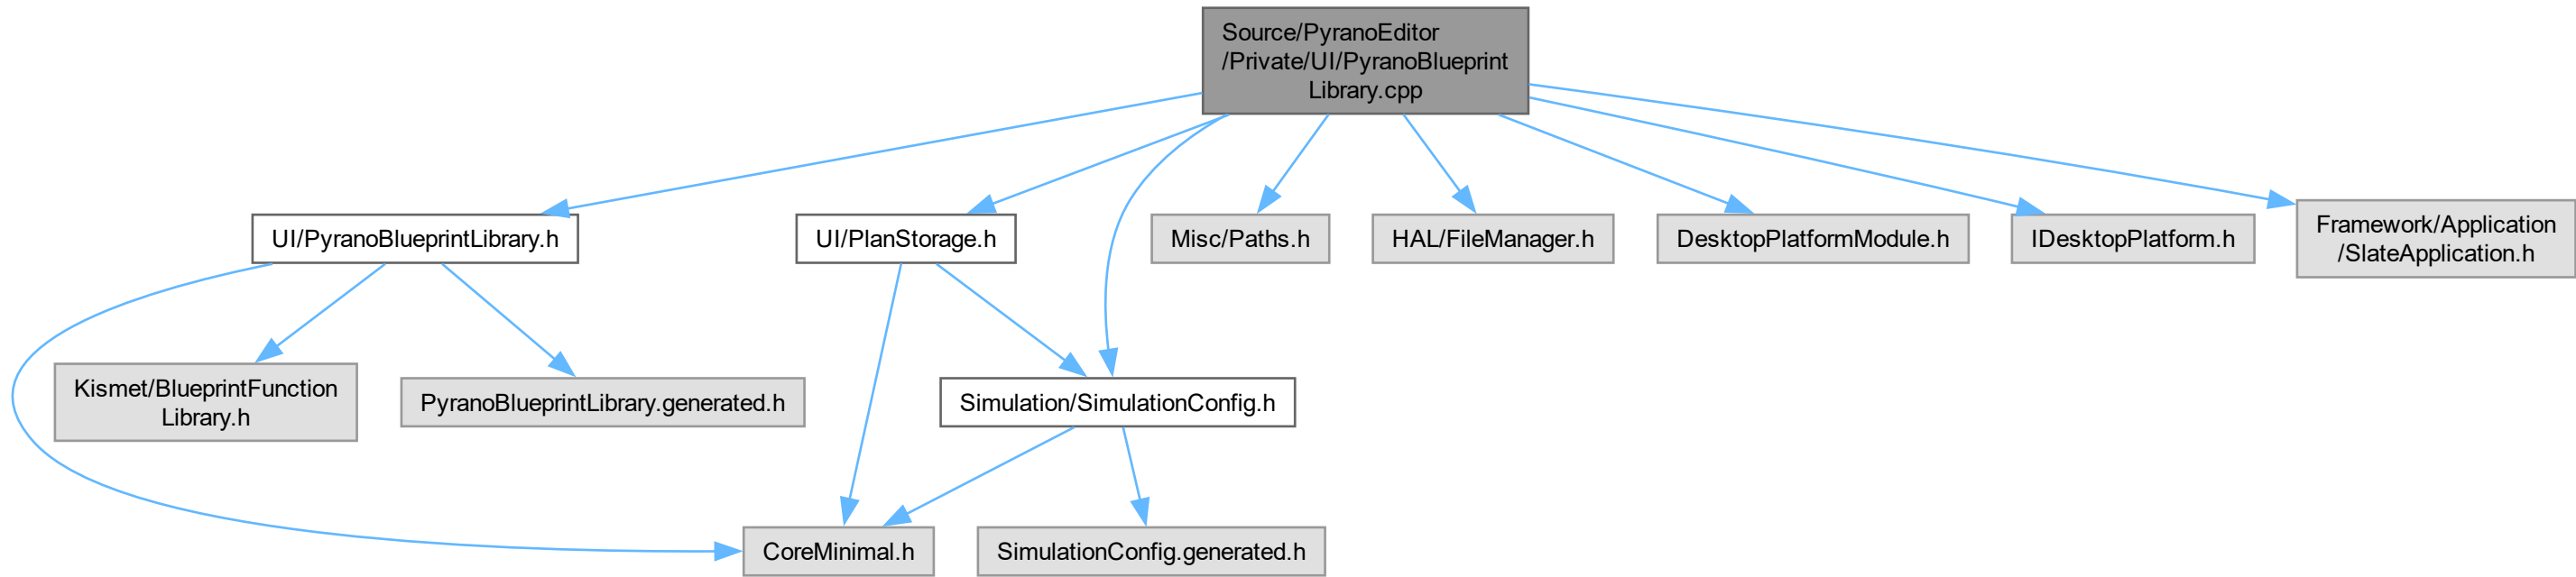 Source/PyranoEditor
/Private/UI/PyranoBlueprint
Library.cpp
UI/PyranoBlueprintLibrary.h
UI/PlanStorage.h
Misc/Paths.h
HAL/FileManager.h
DesktopPlatformModule.h
IDesktopPlatform.h
Framework/Application
/SlateApplication.h
Kismet/BlueprintFunction
Library.h
PyranoBlueprintLibrary.generated.h
Simulation/SimulationConfig.h
CoreMinimal.h
SimulationConfig.generated.h